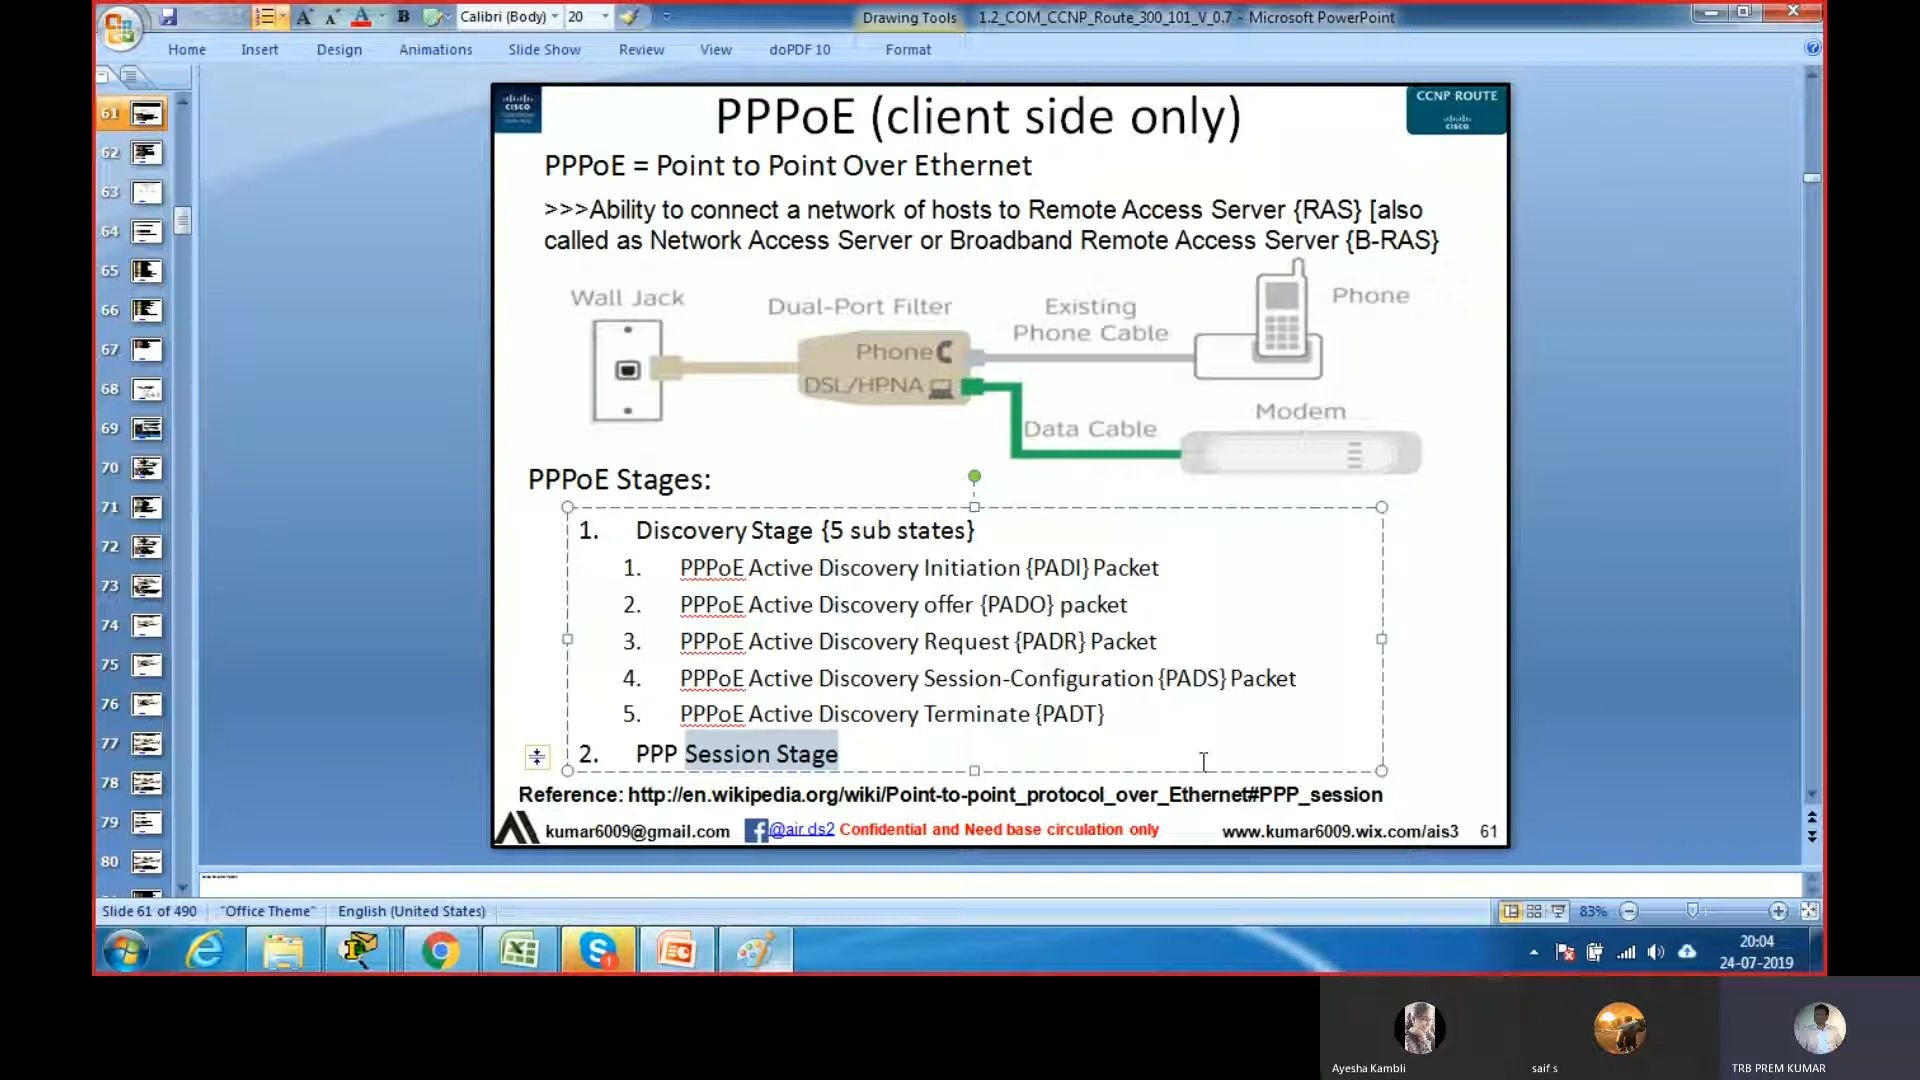 B
Calibri (Body)
20
Drawing Tools
1.2_COM_CCNP_Route_300_101_V_0.7 - Microsoft PowerPoint
Home
Insert
Design
Animations
Slide Show
Review
View
doPDF 10
Format
61
62
63
64
65
66
67
68
69
70
71
72
73
74
75
76
77
78
79
80
CISCO
PPPoE (client side only)
CCNP ROUTE
CISCO
PPPoE = Point to Point Over Ethernet
>>>Ability to connect a network of hosts to Remote Access Server {RAS} [also
called as Network Access Server or Broadband Remote Access Server {B-RAS}
Wall Jack
Dual-Port Filter
Existing
Phone Cable
Phone
Phone
DSL/HPNA
Data Cable
Modem
PPPoE Stages:
1. Discovery Stage {5 sub states}
1. PPPoE Active Discovery Initiation {PADI} Packet
2. PPPoE Active Discovery offer {PADO} packet
3. PPPoE Active Discovery Request {PADR} Packet
4. PPPoE Active Discovery Session-Configuration {PADS} Packet
5. PPPoE Active Discovery Terminate {PADT}
2. PPP Session Stage
Reference: http://en.wikipedia.org/wiki/Point-to-point_protocol_over_Ethernet#PPP_session
kumar6009@gmail.com
@air.ds2 Confidential and Need base circulation only
www.kumar6009.wix.com/ais3
61
Slide 61 of 490
"Office Theme"
English (United States)
83%
20:04
24-07-2019
Ayesha Kambli
saif s
TRB PREM KUMAR